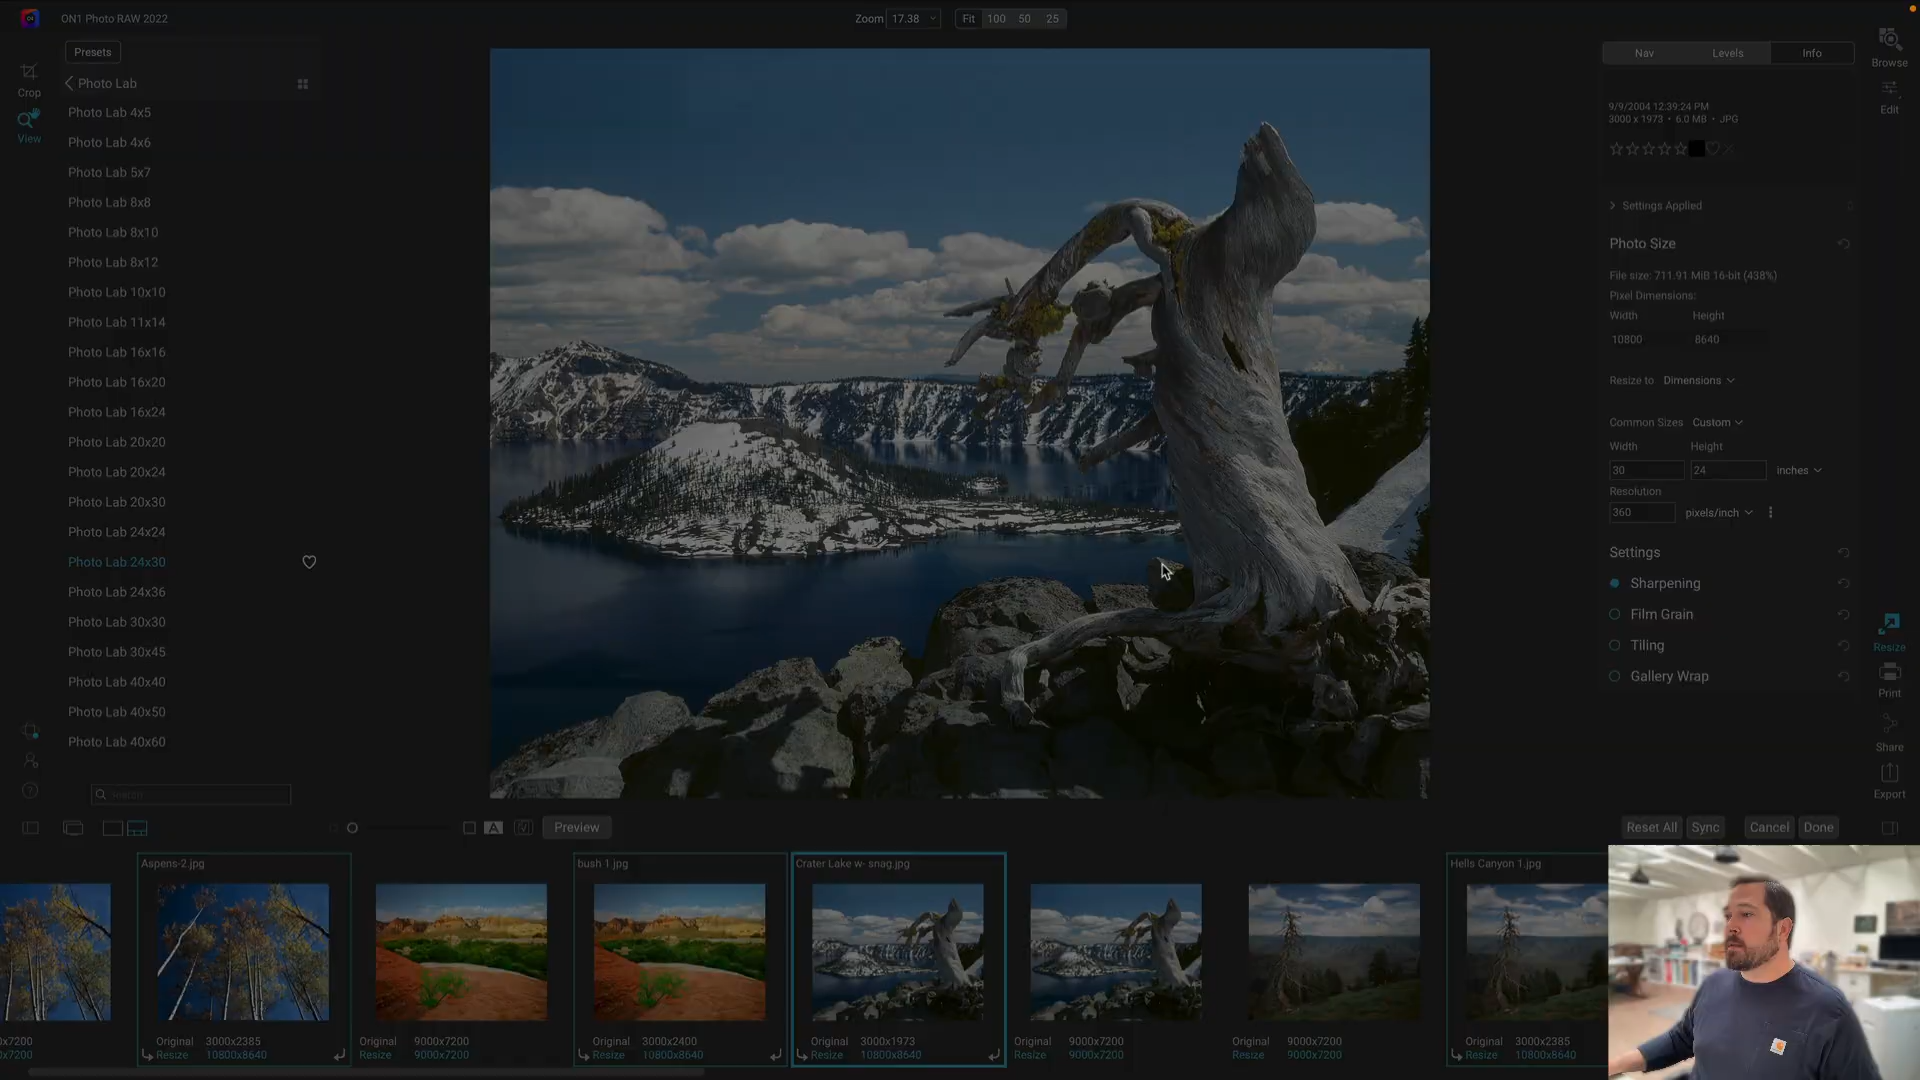 ON1 Photo RAW 2022
Zoom 17.38 Fit 100 50 25
Presets
Photo Lab
Photo Lab 4x5
Photo Lab 4x6
Photo Lab 5x7
Photo Lab 8x8
Photo Lab 8x10
Photo Lab 8x12
Photo Lab 10x10
Photo Lab 11x14
Photo Lab 16x16
Photo Lab 16x20
Photo Lab 16x24
Photo Lab 20x20
Photo Lab 20x24
Photo Lab 20x30
Photo Lab 24x24
Photo Lab 24x30
Photo Lab 24x36
Photo Lab 30x30
Photo Lab 30x45
Photo Lab 40x40
Photo Lab 40x50
Photo Lab 40x60
Search
Crop
View
Nav Levels Info
9/9/2004 12:39:24 PM
3000 x 1973 • 6.0 MB • JPG
Settings Applied
Photo Size
File size: 711.91 MiB 16-bit (438%)
Pixel Dimensions:
Width Height
10800 8640
Resize to Dimensions
Common Sizes Custom
Width Height
30 24 inches
Resolution
360 pixels/inch
Settings
Sharpening
Film Grain
Tiling
Gallery Wrap
Browse
Edit
Resize
Print
Share
Export
A Preview
Reset All Sync Cancel Done
Aspens-2.jpg
bush 1.jpg
Crater Lake w- snag.jpg
Hells Canyon 1.jpg
0x7200
0x7200
Original 3000x2385
Resize 10800x8640
Original 9000x7200
Resize 9000x7200
Original 3000x2400
Resize 10800x8640
Original 3000x1973
Resize 10800x8640
Original 9000x7200
Resize 9000x7200
Original 9000x7200
Resize 9000x7200
Original 3000x2385
Resize 10800x8640